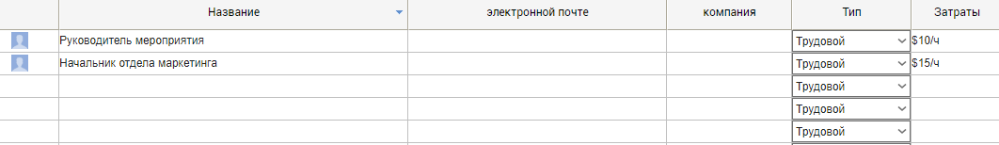 Название электронной почте компания Тип Затраты
Руководитель мероприятия Трудовой $10/ч
Начальник отдела маркетинга Трудовой $15/ч
Трудовой
Трудовой
Трудовой